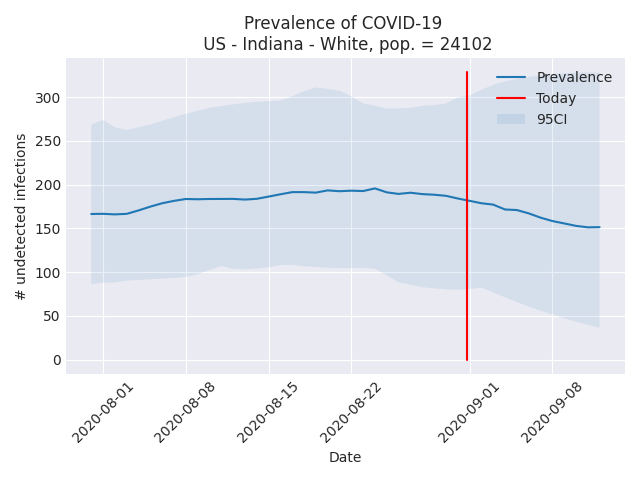 Prevalence of COVID-19
US - Indiana - White, pop. = 24102
Prevalence
Today
95CI
# undetected infections
300
250
200
150
100
50
0
2020-08-01
2020-08-08
2020-08-15
2020-08-22
2020-09-01
2020-09-08
Date